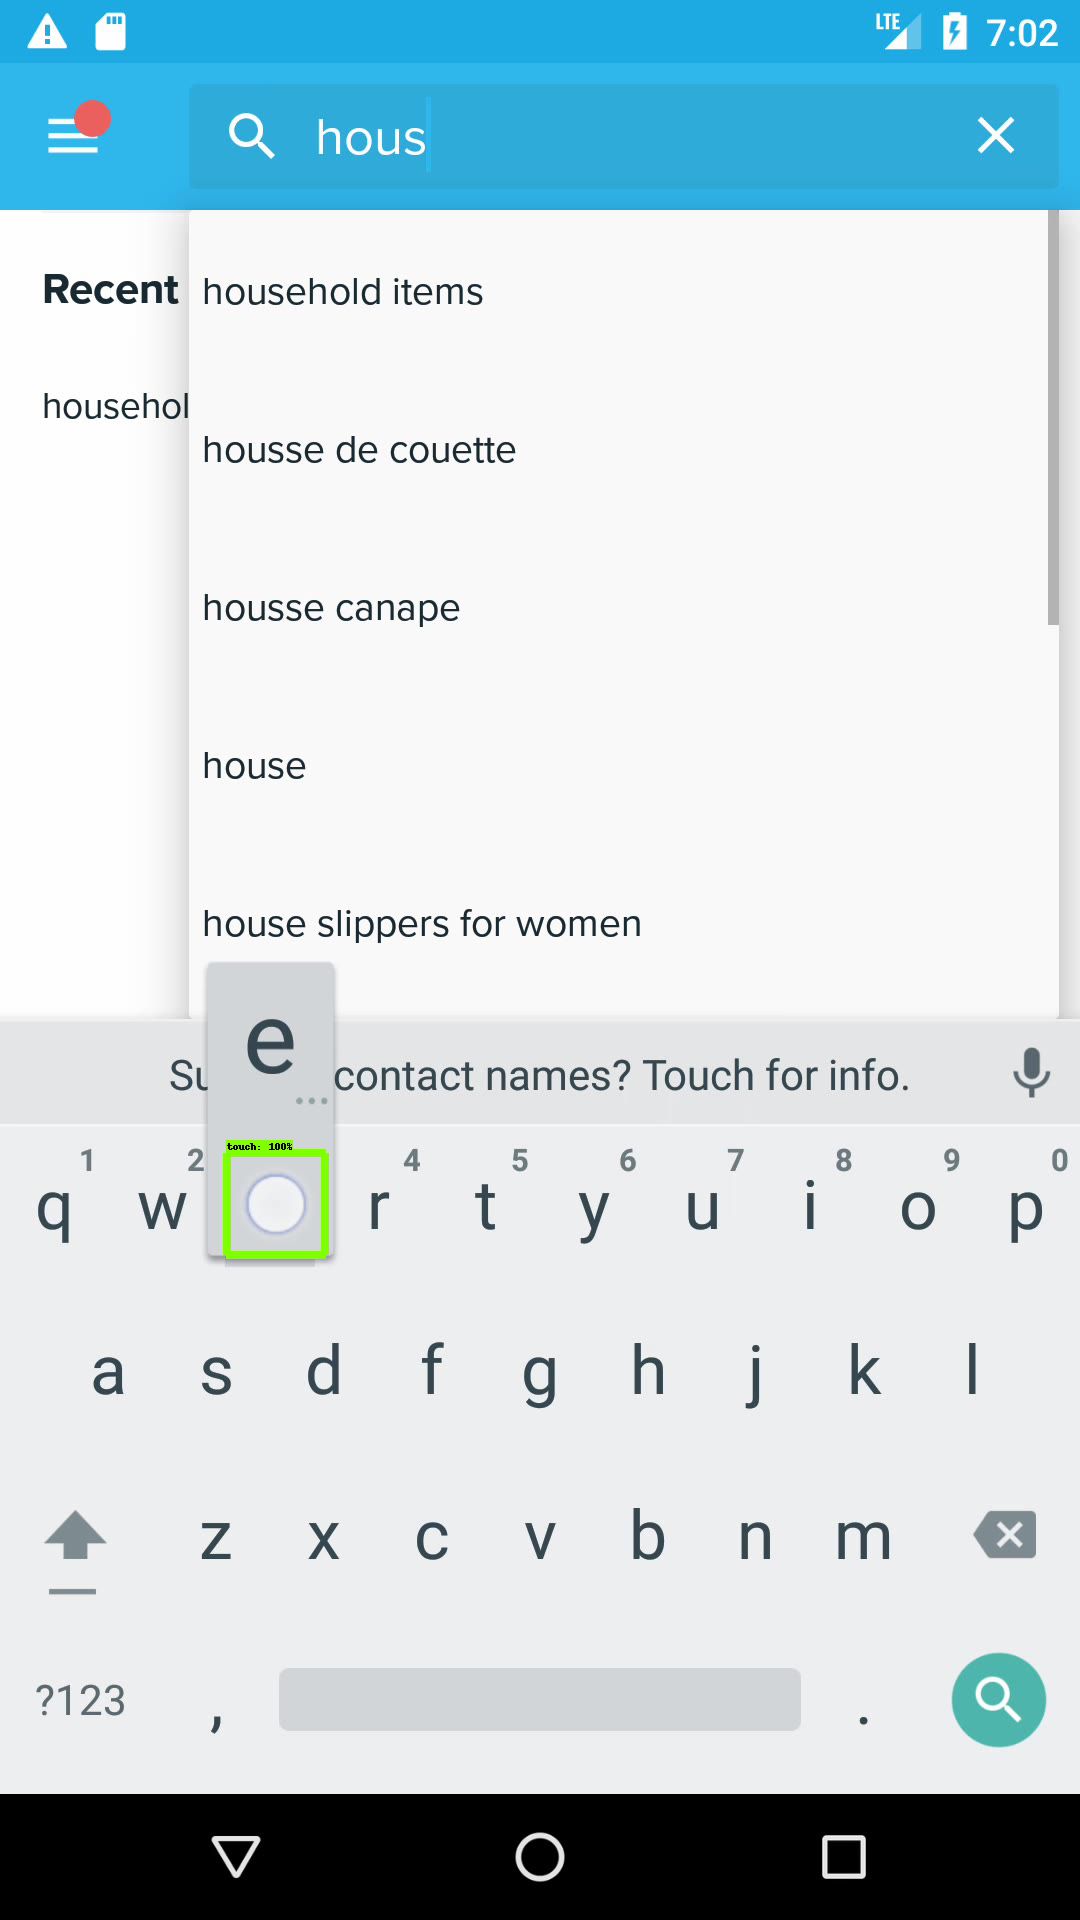 LTE 7:02
hous
Recent
househol
household items
housse de couette
housse canape
house
house slippers for women
e
...
Su contact names? Touch for info.
touch: 100%
1 2 4 5 6 7 8 9 0
q w r t y u i o p
a s d f g h j k l
z x c v b n m
?123 , .